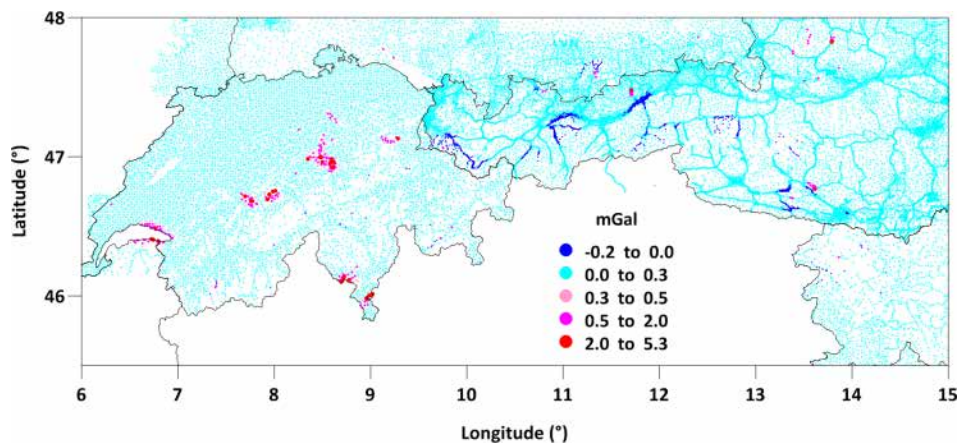 48
47
46
Latitude (°)
mGal
-0.2 to 0.0
0.0 to 0.3
0.3 to 0.5
0.5 to 2.0
2.0 to 5.3
6 7 8 9 10 11 12 13 14 15
Longitude (°)